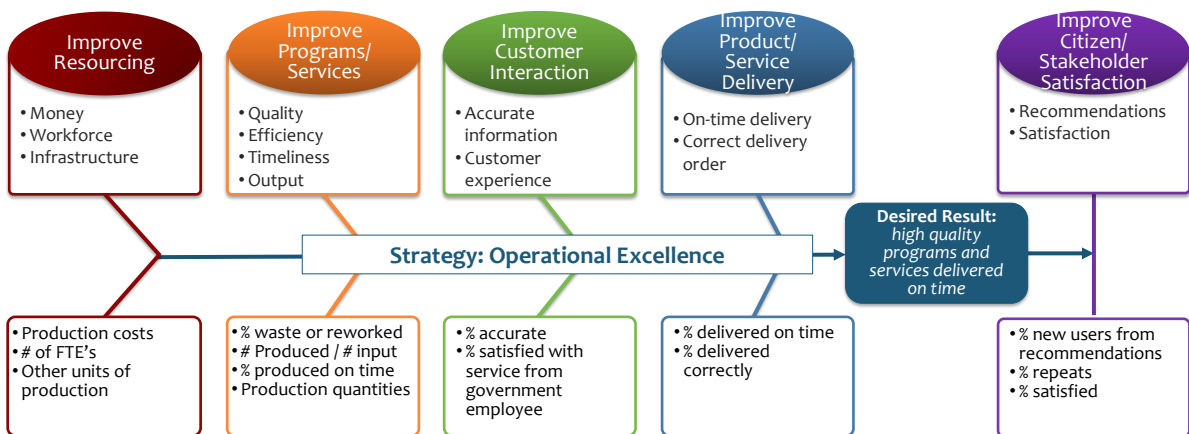 Improve
Resourcing
• Money
• Workforce
• Infrastructure
Improve
Programs/
Services
• Quality
• Efficiency
• Timeliness
• Output
Improve
Customer
Interaction
• Accurate
information
• Customer
experience
Improve
Product/
Service
Delivery
• On-time delivery
• Correct delivery
order
Improve
Citizen/
Stakeholder
Satisfaction
• Recommendations
• Satisfaction
Strategy: Operational Excellence
Desired Result:
high quality
programs and
services delivered
on time
• Production costs
• # of FTE's
• Other units of
production
• % waste or reworked
• # Produced / # input
• % produced on time
• Production quantities
• % accurate
• % satisfied with
service from
government
employee
• % delivered on time
• % delivered
correctly
• % new users from
recommendations
• % repeats
• % satisfied